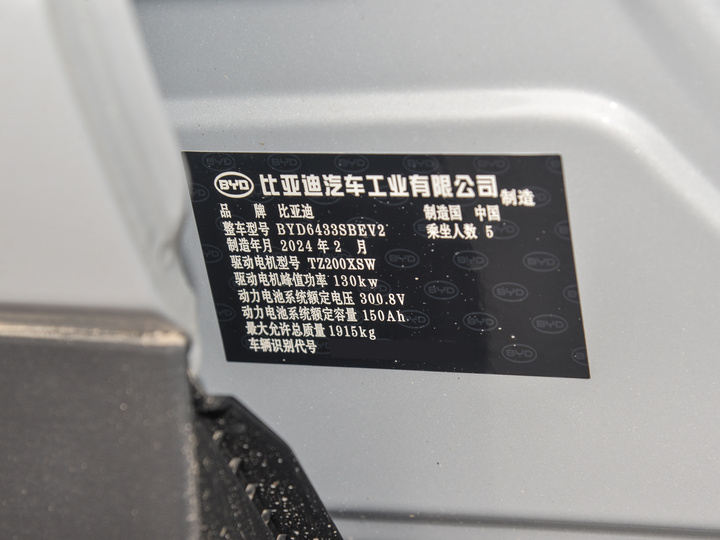 BYD 比亚迪汽车工业有限公司 制造
品 牌 比亚迪 制造国 中国
整车型号 BYD6433SBEV2 乘坐人数 5
制造年月 2024 年 2 月
驱动电机型号 TZ200XSW
驱动电机峰值功率 130kw
动力电池系统额定电压 300.8V
动力电池系统额定容量 150Ah
最大允许总质量 1915kg
车辆识别代号